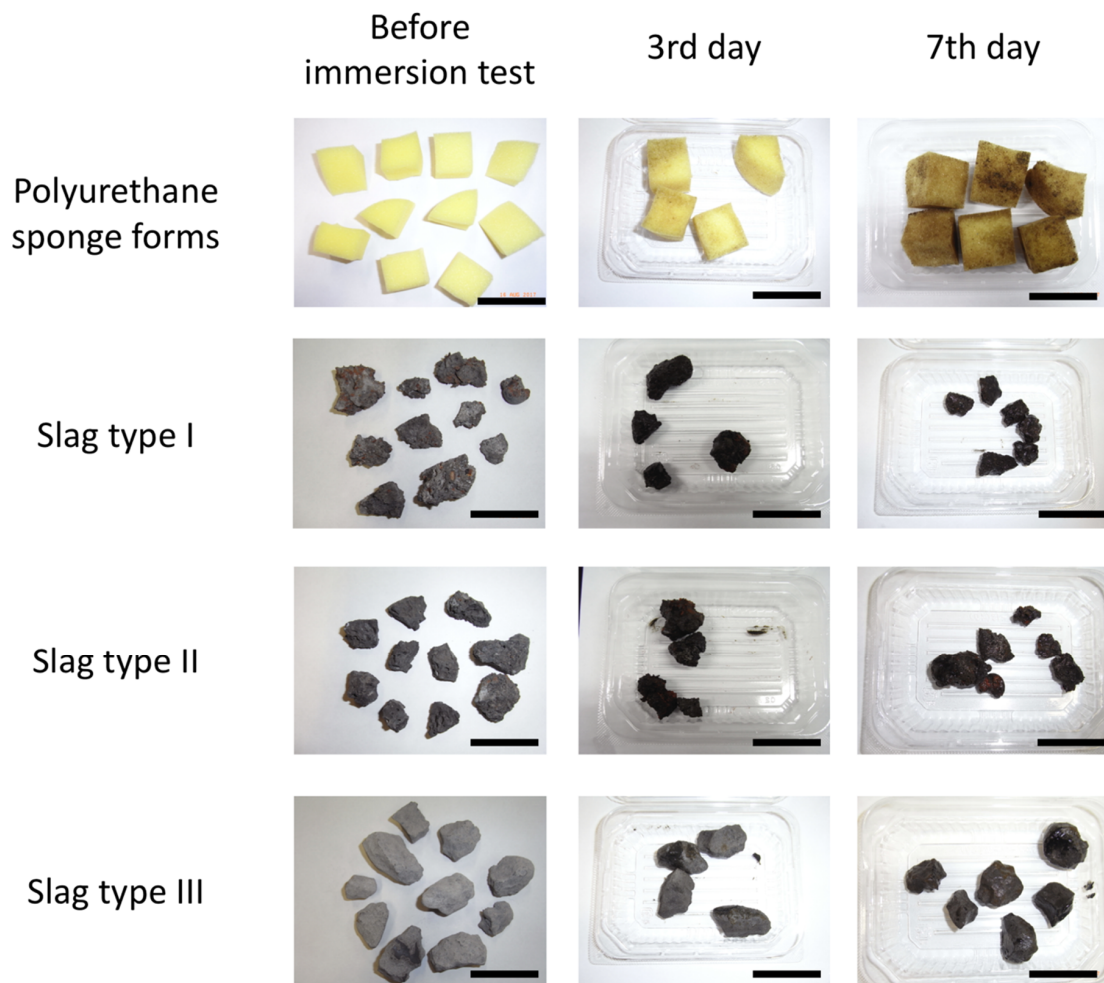 Before
immersion test
3rd day
7th day
Polyurethane
sponge forms
Slag type I
Slag type II
Slag type III